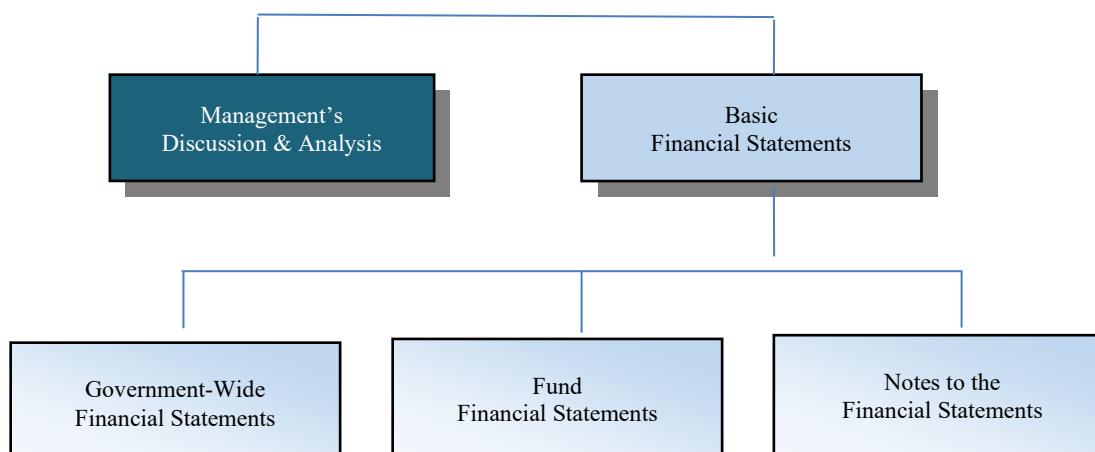 Management’s
Discussion & Analysis
Basic
Financial Statements
Government-Wide
Financial Statements
Fund
Financial Statements
Notes to the
Financial Statements